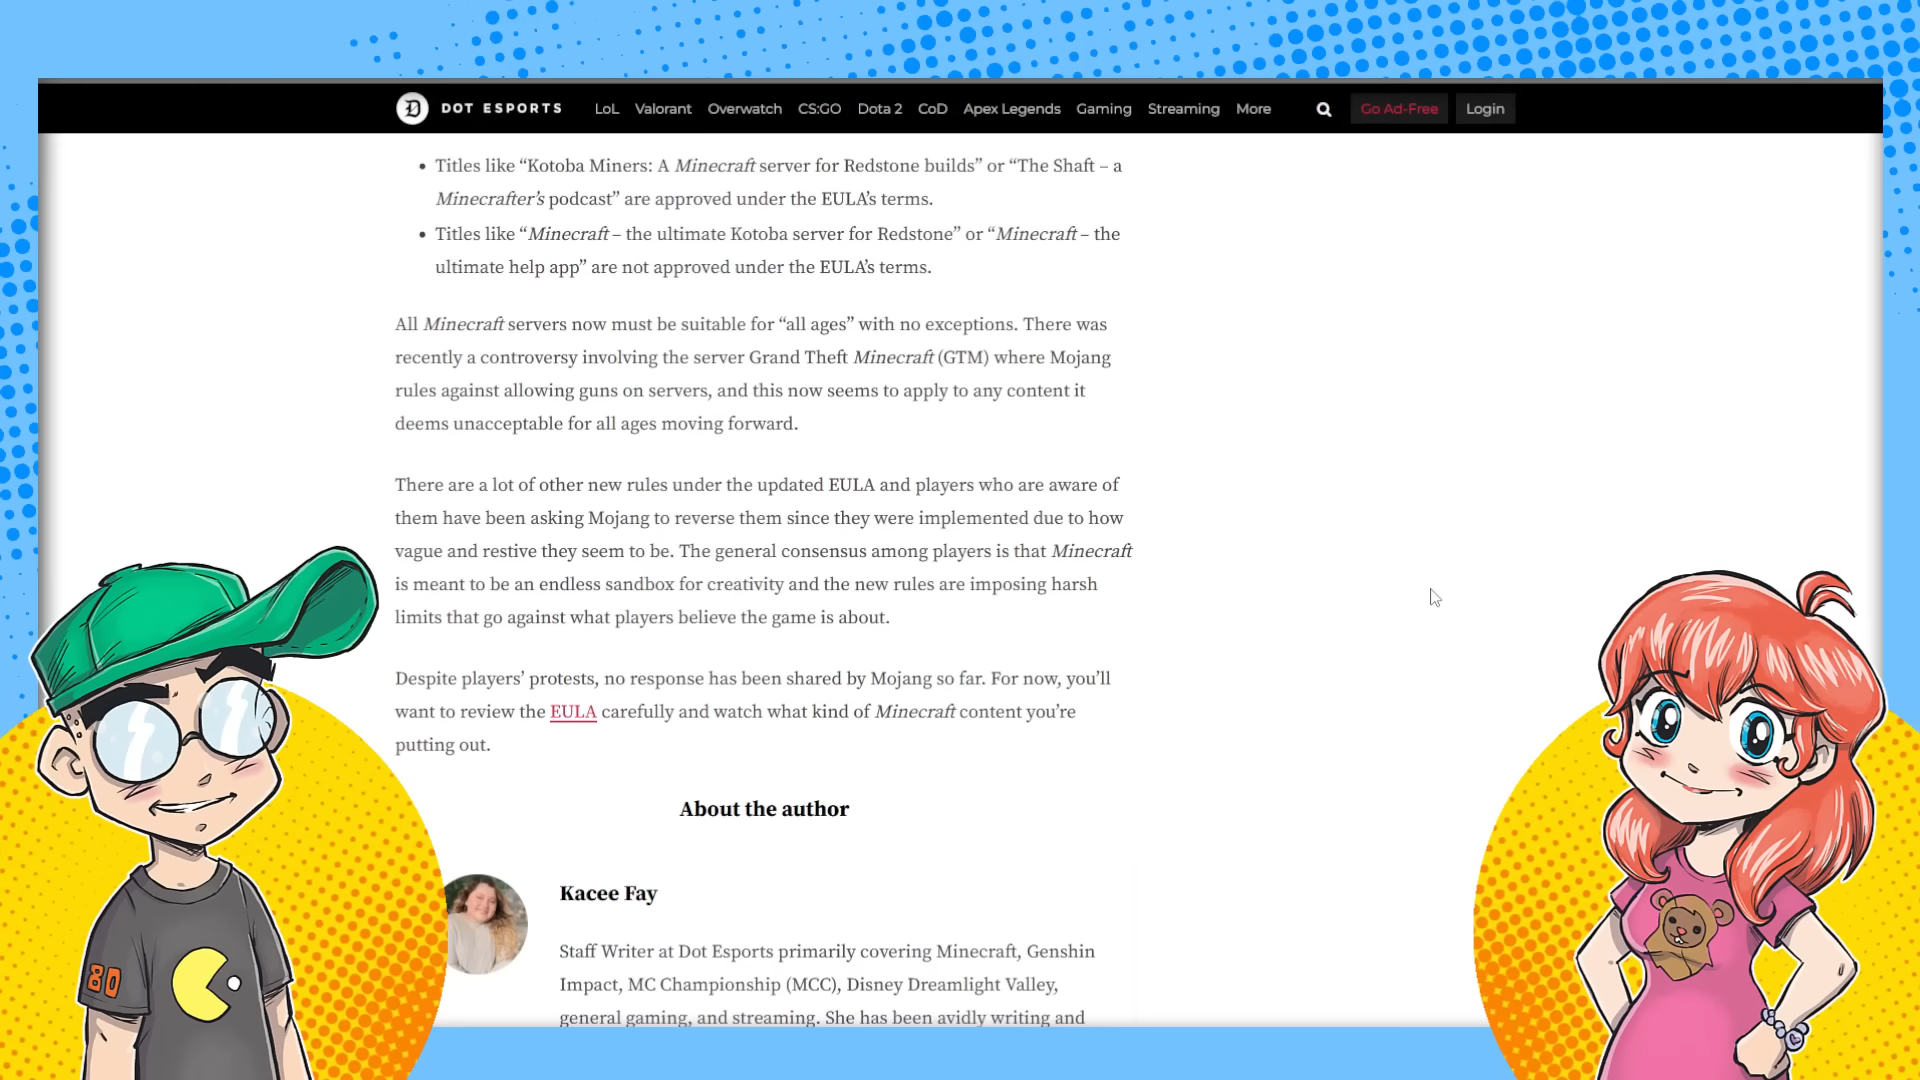 DOT ESPORTS LoL Valorant Overwatch CS:GO Dota 2 CoD Apex Legends Gaming Streaming More Go Ad-Free Login
• Titles like “Kotoba Miners: A Minecraft server for Redstone builds” or “The Shaft – a
Minecrafter’s podcast” are approved under the EULA’s terms.
• Titles like “Minecraft – the ultimate Kotoba server for Redstone” or “Minecraft – the
ultimate help app” are not approved under the EULA’s terms.
All Minecraft servers now must be suitable for “all ages” with no exceptions. There was
recently a controversy involving the server Grand Theft Minecraft (GTM) where Mojang
rules against allowing guns on servers, and this now seems to apply to any content it
deems unacceptable for all ages moving forward.
There are a lot of other new rules under the updated EULA and players who are aware of
them have been asking Mojang to reverse them since they were implemented due to how
vague and restive they seem to be. The general consensus among players is that Minecraft
is meant to be an endless sandbox for creativity and the new rules are imposing harsh
limits that go against what players believe the game is about.
Despite players’ protests, no response has been shared by Mojang so far. For now, you’ll
want to review the EULA carefully and watch what kind of Minecraft content you’re
putting out.
About the author
Kacee Fay
Staff Writer at Dot Esports primarily covering Minecraft, Genshin
Impact, MC Championship (MCC), Disney Dreamlight Valley,
general gaming, and streaming. She has been avidly writing and
80